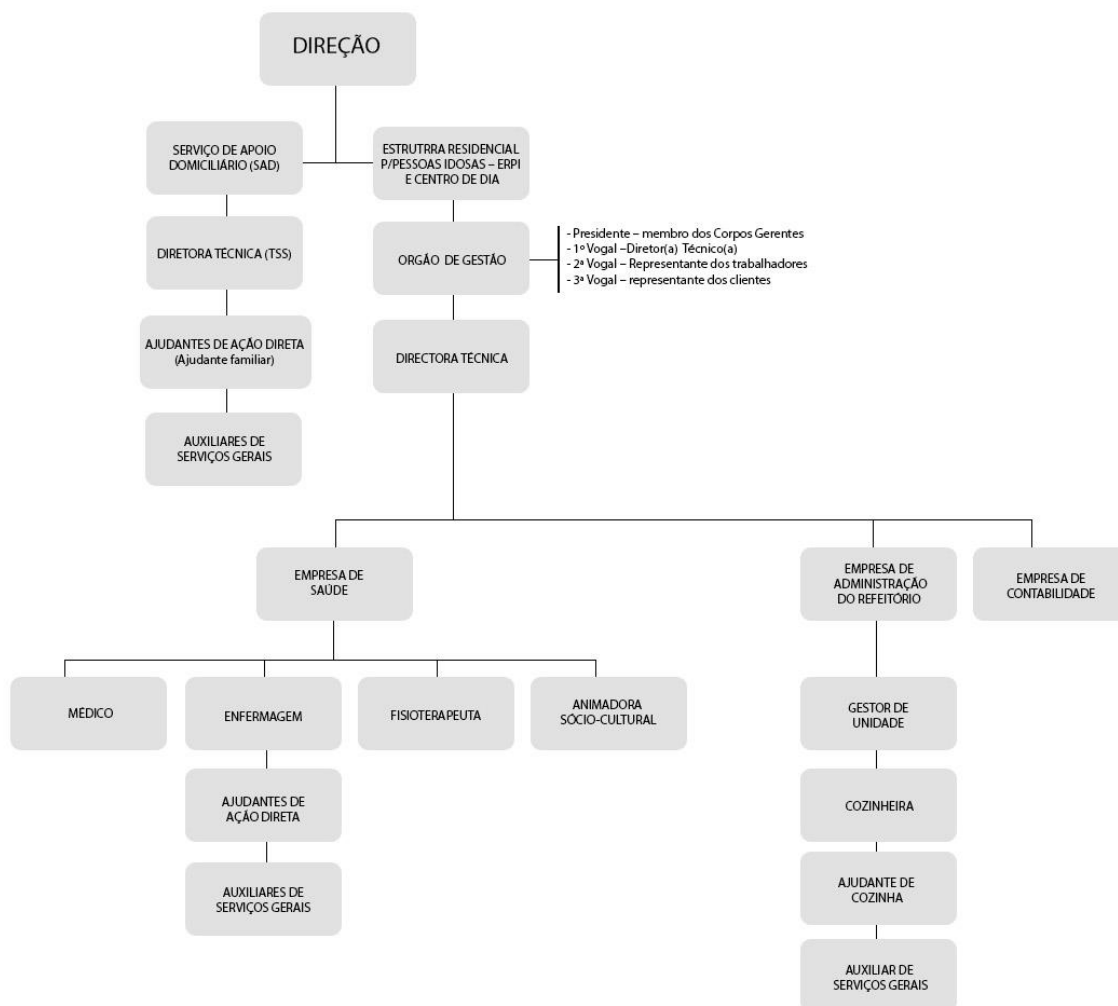 DIREÇÃO
SERVIÇO DE APOIO
DOMICILIÁRIO (SAD)
ESTRUTRRA RESIDENCIAL
P/PESSOAS IDOSAS – ERPI
E CENTRO DE DIA
DIRETORA TÉCNICA (TSS)
ORGÃO DE GESTÃO
- Presidente – membro dos Corpos Gerentes
- 1º Vogal –Diretor(a) Técnico(a)
- 2ª Vogal – Representante dos trabalhadores
- 3ª Vogal – representante dos clientes
AJUDANTES DE AÇÃO DIRETA
(Ajudante familiar)
DIRECTORA TÉCNICA
AUXILIARES DE
SERVIÇOS GERAIS
EMPRESA DE
SAÚDE
EMPRESA DE
ADMINISTRAÇÃO
DO REFEITÓRIO
EMPRESA DE
CONTABILIDADE
MÉDICO
ENFERMAGEM
FISIOTERAPEUTA
ANIMADORA
SÓCIO-CULTURAL
GESTOR DE
UNIDADE
AJUDANTES DE
AÇÃO DIRETA
COZINHEIRA
AUXILIARES DE
SERVIÇOS GERAIS
AJUDANTE DE
COZINHA
AUXILIAR DE
SERVIÇOS GERAIS